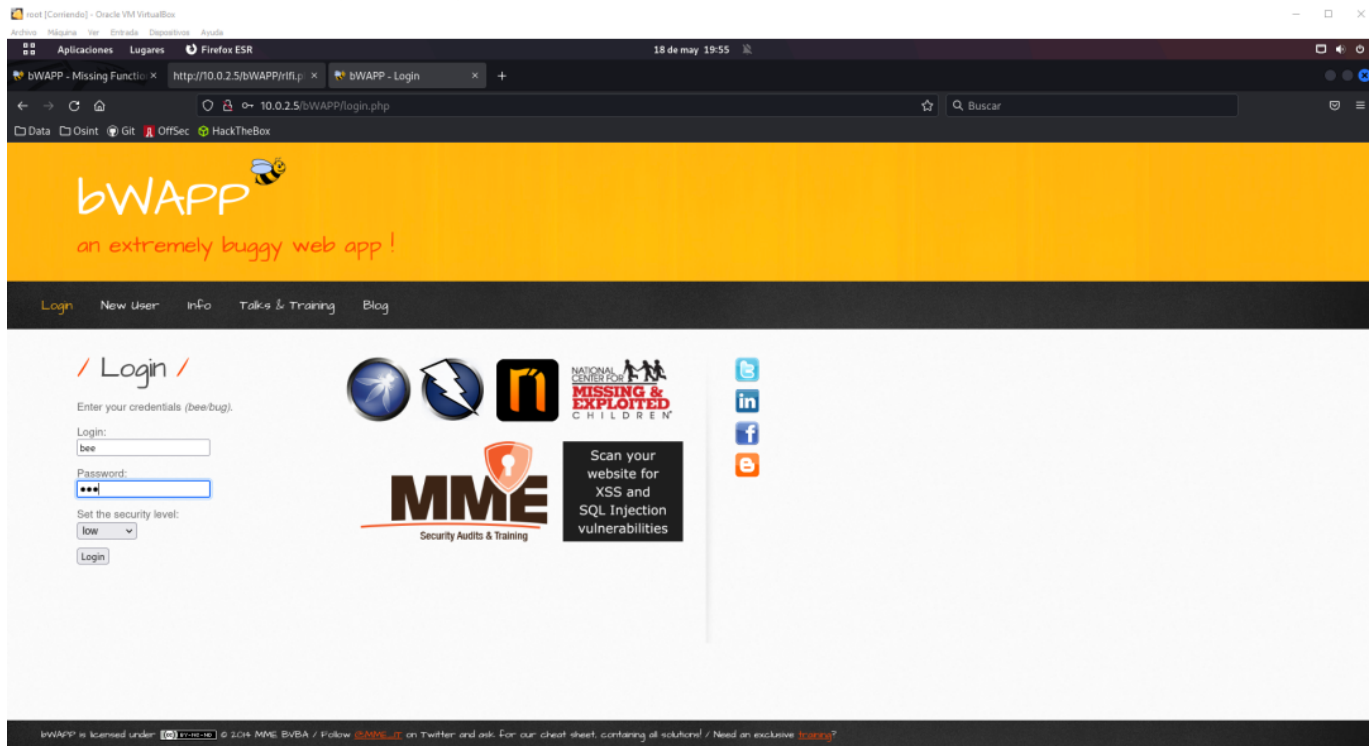 root [Corriendo] - Oracle VM VirtualBox
Archivo Máquina Ver Entrada Dispositivos Ayuda
Aplicaciones Lugares Firefox ESR 18 de may 19:55
bWAPP - Missing Functio × http://10.0.2.5/bWAPP/rlfi.p × bWAPP - Login × +
10.0.2.5/bWAPP/login.php Buscar
Data Osint Git OffSec HackTheBox
bWAPP
an extremely buggy web app !
Login New User Info Talks & Training Blog
/ Login /
Enter your credentials (bee/bug).
Login:
bee
Password:
•••
Set the security level:
low
Login
NATIONAL
CENTER FOR
MISSING &
EXPLOITED
CHILDREN
MME
Security Audits & Training
Scan your
website for
XSS and
SQL Injection
vulnerabilities
bWAPP is licensed under (cc) BY-NC-ND © 2014 MME BVBA / Follow @MME_IT on Twitter and ask for our cheat sheet, containing all solutions! / Need an exclusive training?